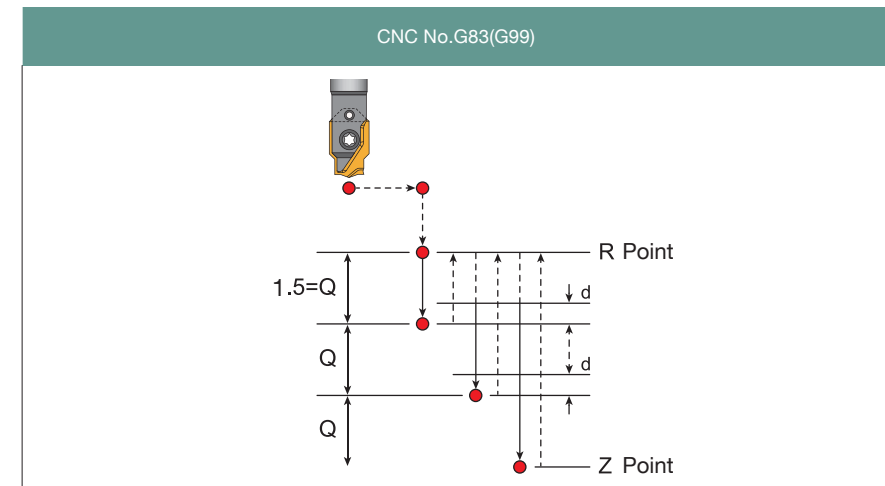 CNC No.G83(G99)
R Point
1.5=Q
d
Q
d
Q
Z Point